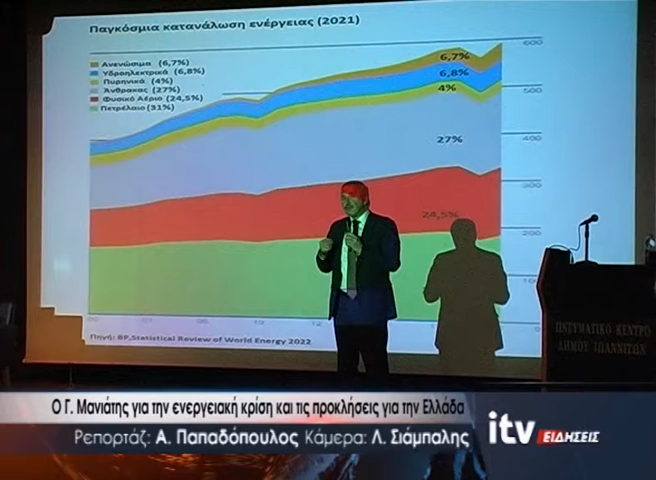 Παγκόσμια κατανάλωση ενέργειας (2021)
600
Ανενώσιμα (6,7%)
Υδροηλεκτρικά (6,8%)
Πυρηνικά (4%)
Άνθρακας (27%)
Φυσικό Αέριο (24,5%)
Πετρέλαιο (31%)
6,7%
6,8%
4%
27%
24,5%
500
400
300
200
Πηγή: BP, Statistical Review of World Energy 2022
ΠΝΕΥΜΑΤΙΚΟ ΚΕΝΤΡΟ
ΔΗΜΟΥ ΙΩΑΝΝΙΤΩΝ
Ο Γ. Μανιάτης για την ενεργειακή κρίση και τις προκλήσεις για την Ελλάδα
Ρεπορτάζ: Α. Παπαδόπουλος Κάμερα: Λ. Σιάμπαλης
itv ΕΙΔΗΣΕΙΣ